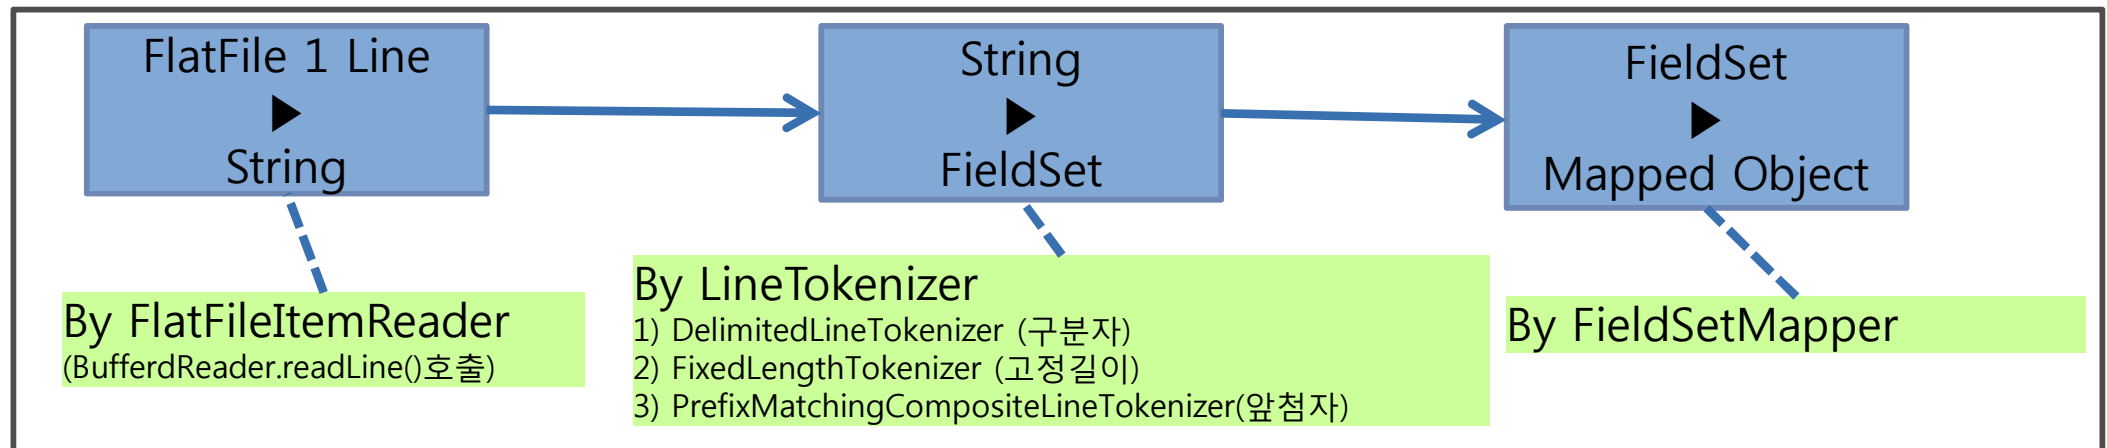 FlatFile 1 Line
▶
String
String
▶
FieldSet
FieldSet
▶
Mapped Object
By FlatFileItemReader
(BufferdReader.readLine()호출)
By LineTokenizer
1) DelimitedLineTokenizer (구분자)
2) FixedLengthTokenizer (고정길이)
3) PrefixMatchingCompositeLineTokenizer(앞첨자)
By FieldSetMapper